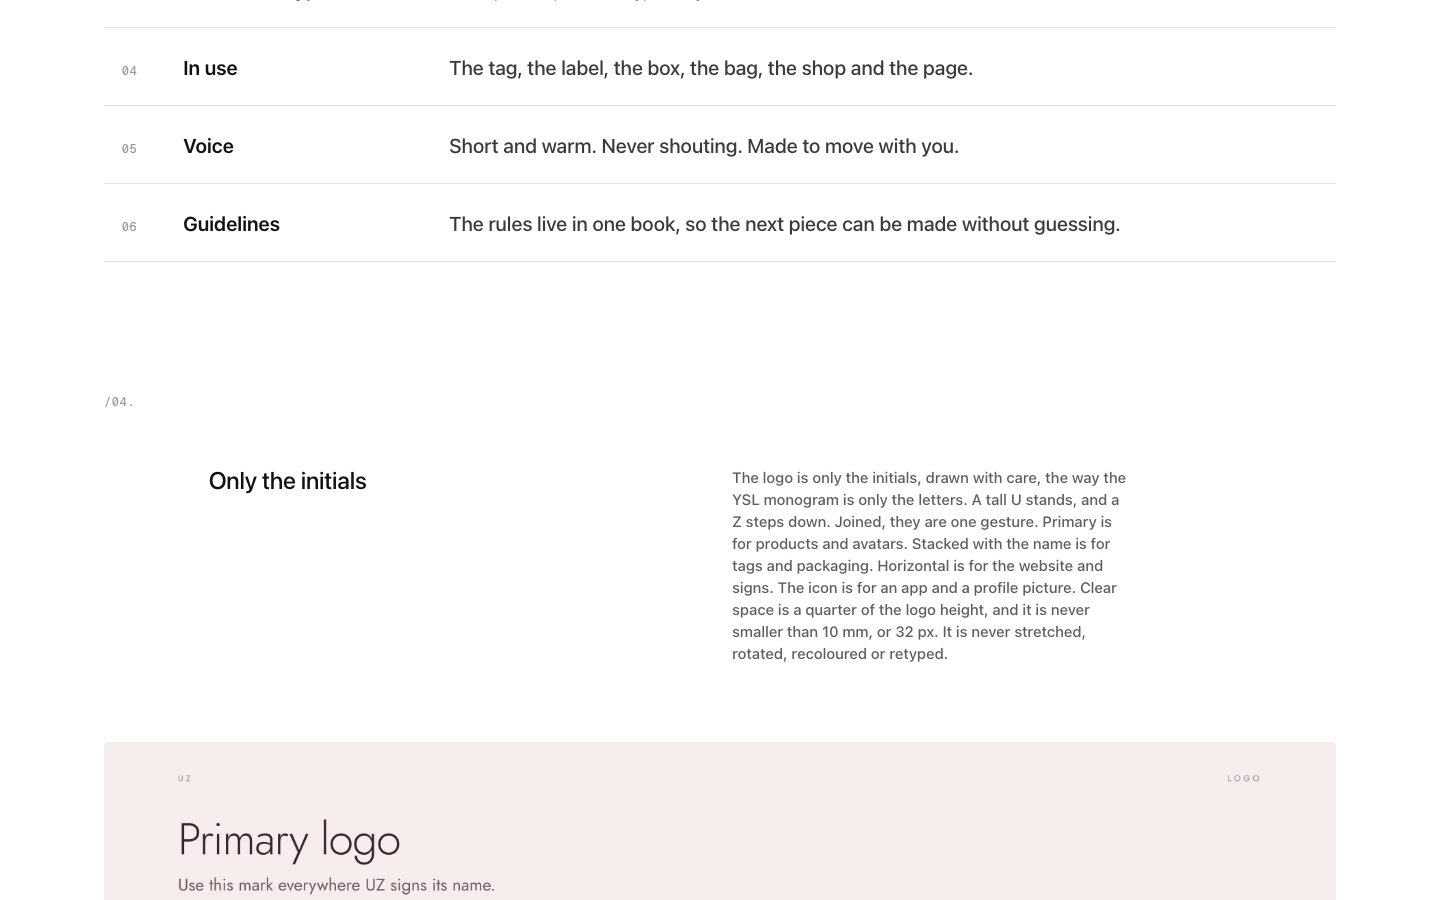 04
In use
The tag, the label, the box, the bag, the shop and the page.
05
Voice
Short and warm. Never shouting. Made to move with you.
06
Guidelines
The rules live in one book, so the next piece can be made without guessing.
/04.
Only the initials
The logo is only the initials, drawn with care, the way the
YSL monogram is only the letters. A tall U stands, and a
Z steps down. Joined, they are one gesture. Primary is
for products and avatars. Stacked with the name is for
tags and packaging. Horizontal is for the website and
signs. The icon is for an app and a profile picture. Clear
space is a quarter of the logo height, and it is never
smaller than 10 mm, or 32 px. It is never stretched,
rotated, recoloured or retyped.
UZ
LOGO
Primary logo
Use this mark everywhere UZ signs its name.